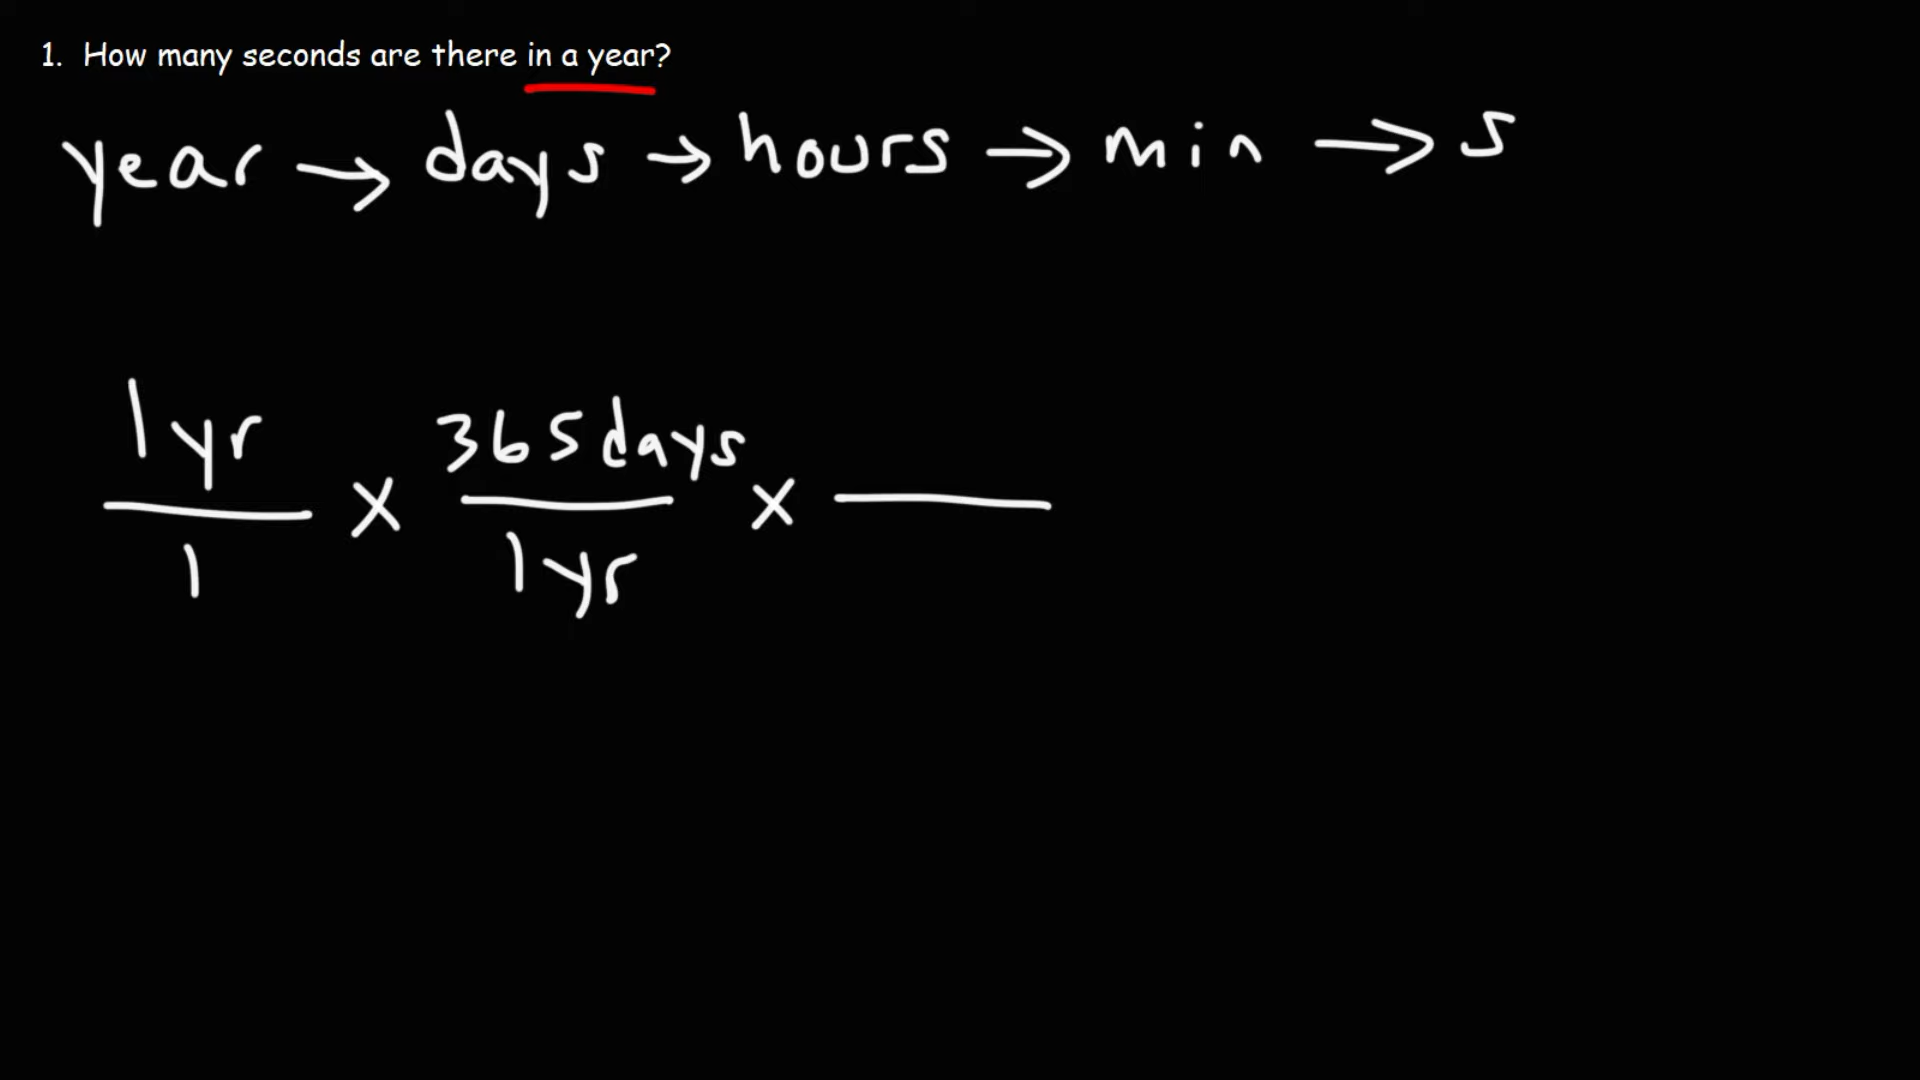 1. How many seconds are there in a year?
year → days → hours → min → s
1yr × 365days ×
1 1yr